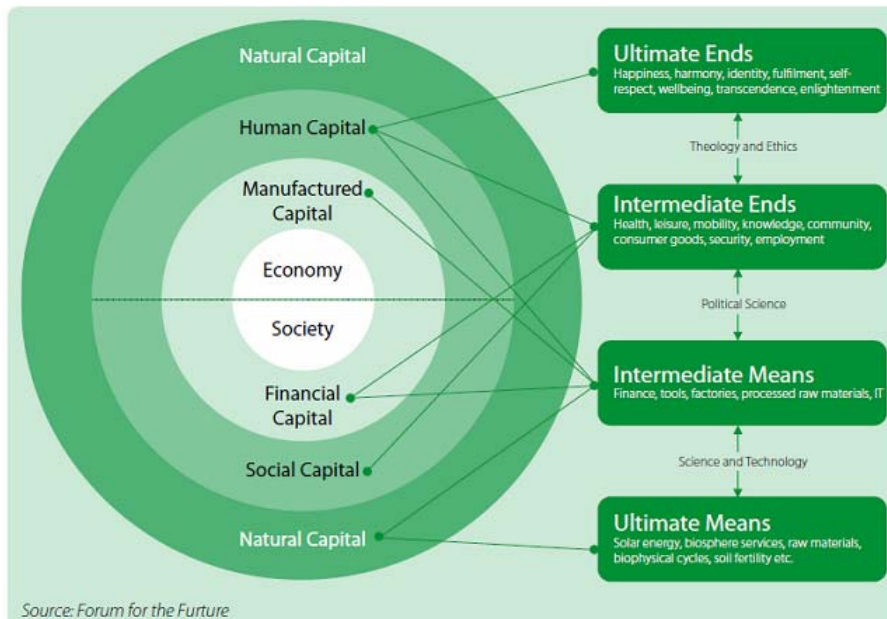 Natural Capital
Human Capital
Manufactured
Capital
Economy
Society
Financial
Capital
Social Capital
Natural Capital
Ultimate Ends
Happiness, harmony, identity, fulfilment, self-
respect, wellbeing, transcendence, enlightenment
Theology and Ethics
Intermediate Ends
Health, leisure, mobility, knowledge, community,
consumer goods, security, employment
Political Science
Intermediate Means
Finance, tools, factories, processed raw materials, IT
Science and Technology
Ultimate Means
Solar energy, biosphere services, raw materials,
biophysical cycles, soil fertility etc.
Source: Forum for the Furture